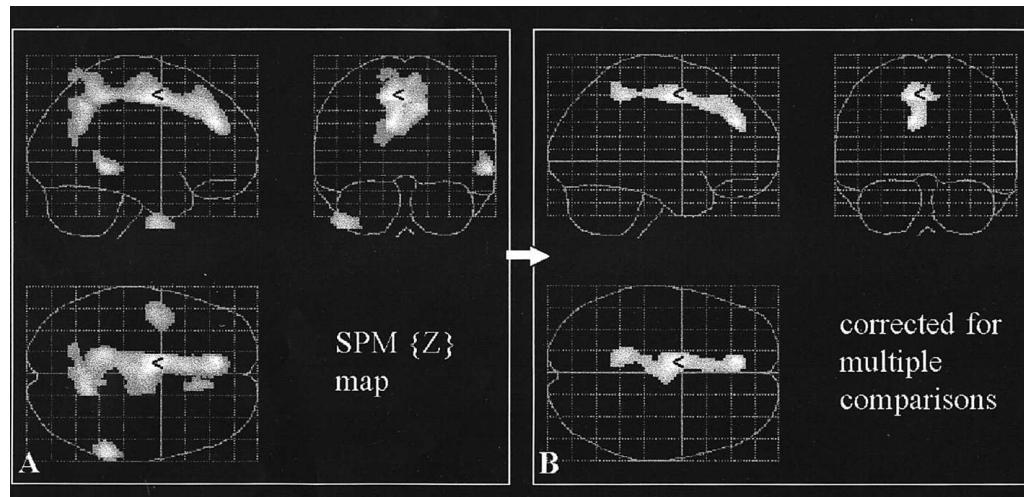 SPM {Z}
map
A
corrected for
multiple
comparisons
B